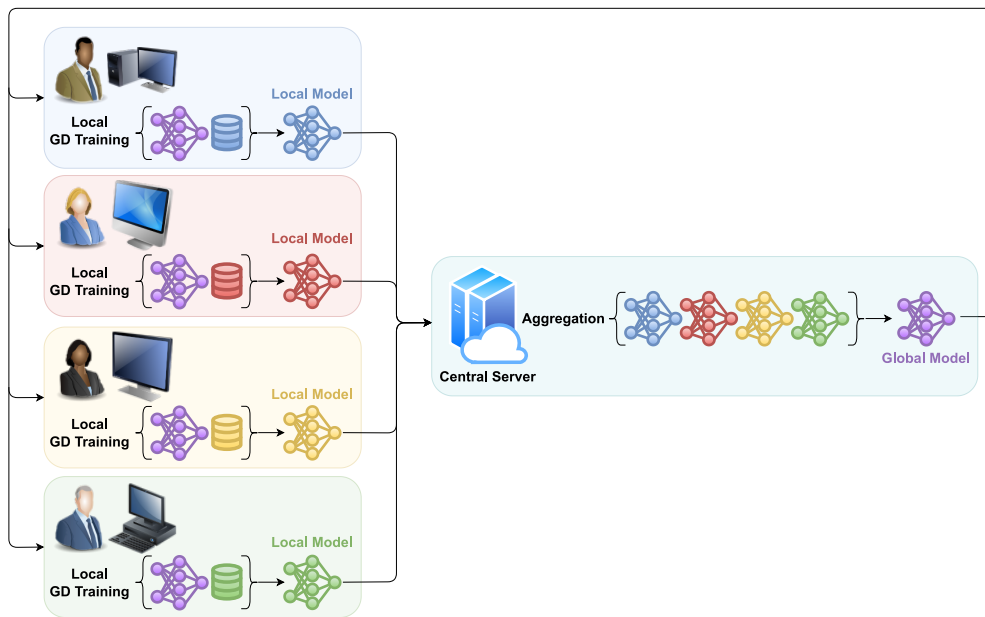 Local Model
Local
GD Training
Local Model
Local
GD Training
Local Model
Local
GD Training
Local Model
Local
GD Training
Aggregation
Central Server
Global Model